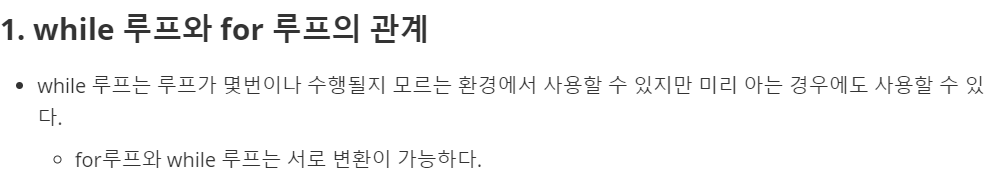 1. while 루프와 for 루프의 관계
• while 루프는 루프가 몇번이나 수행될지 모르는 환경에서 사용할 수 있지만 미리 아는 경우에도 사용할 수 있
다.
◦ for루프와 while 루프는 서로 변환이 가능하다.